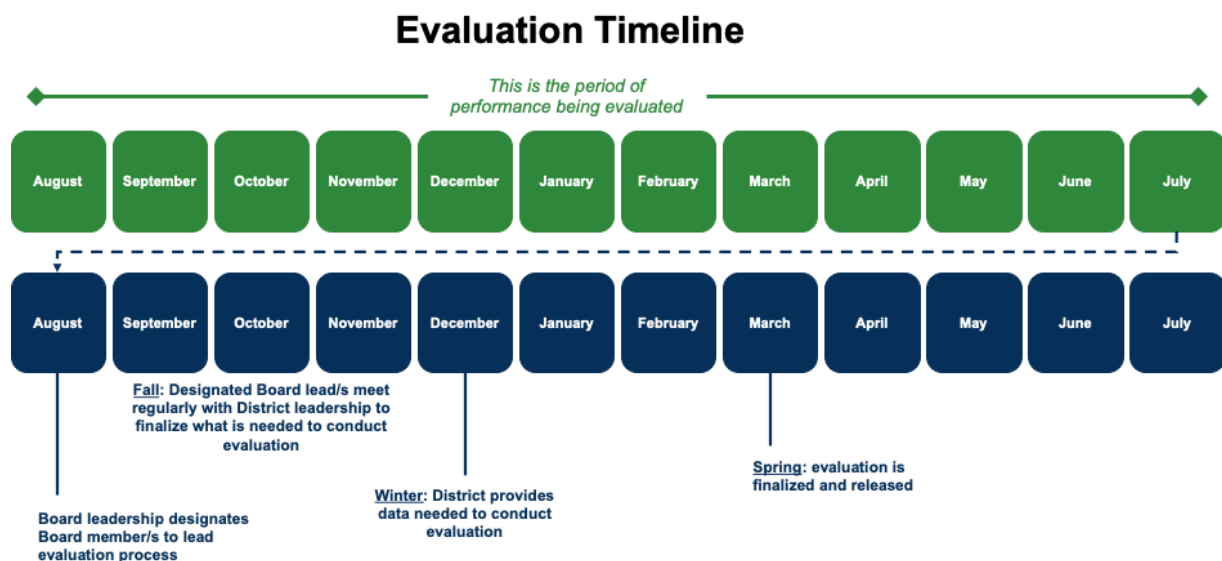 Evaluation Timeline
This is the period of
performance being evaluated
August
September
October
November
December
January
February
March
April
May
June
July
August
September
October
November
December
January
February
March
April
May
June
July
Fall: Designated Board lead/s meet
regularly with District leadership to
finalize what is needed to conduct
evaluation
Spring: evaluation is
finalized and released
Winter: District provides
data needed to conduct
evaluation
Board leadership designates
Board member/s to lead
evaluation process